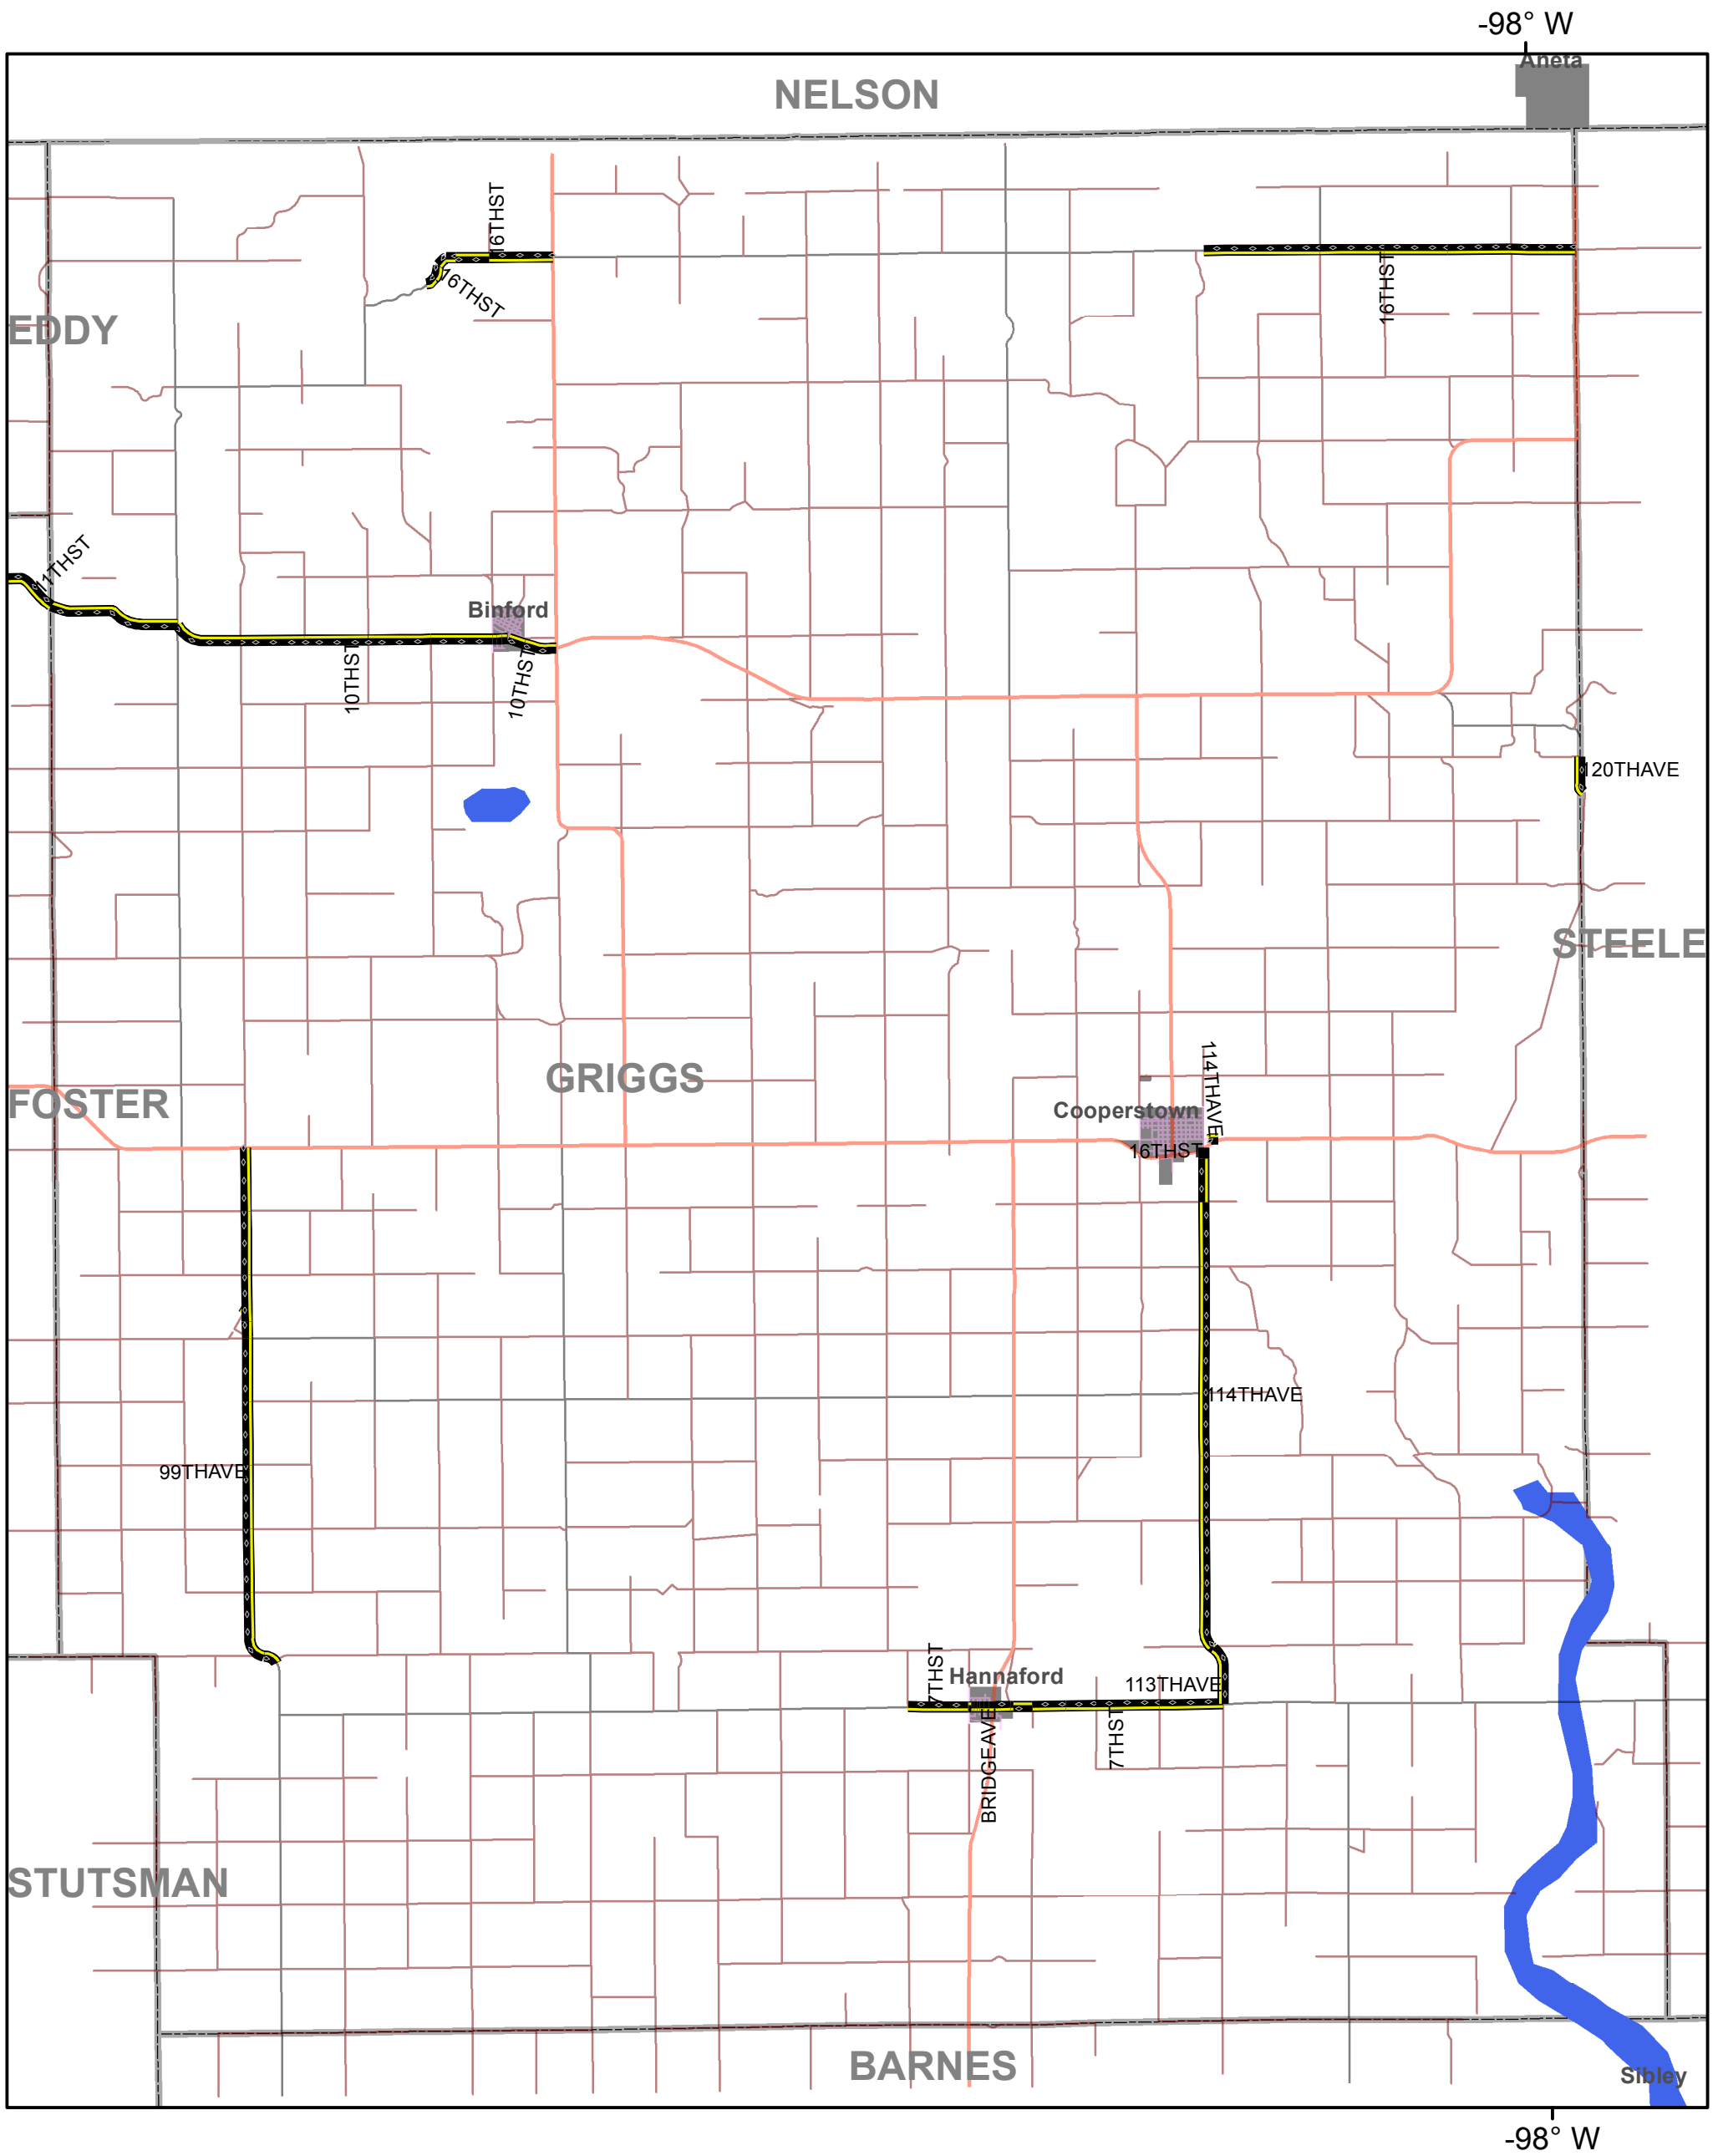 -98° W
Aneta
NELSON
16THST
16THST
16THST
EDDY
11THST
Binford
10THST
10THST
120THAVE
STEELE
GRIGGS
FOSTER
114THAVE
Cooperstown
16THST
114THAVE
99THAVE
7THST
Hannaford
113THAVE
7THST
BRIDGEAVE
STUTSMAN
BARNES
Sibley
-98° W